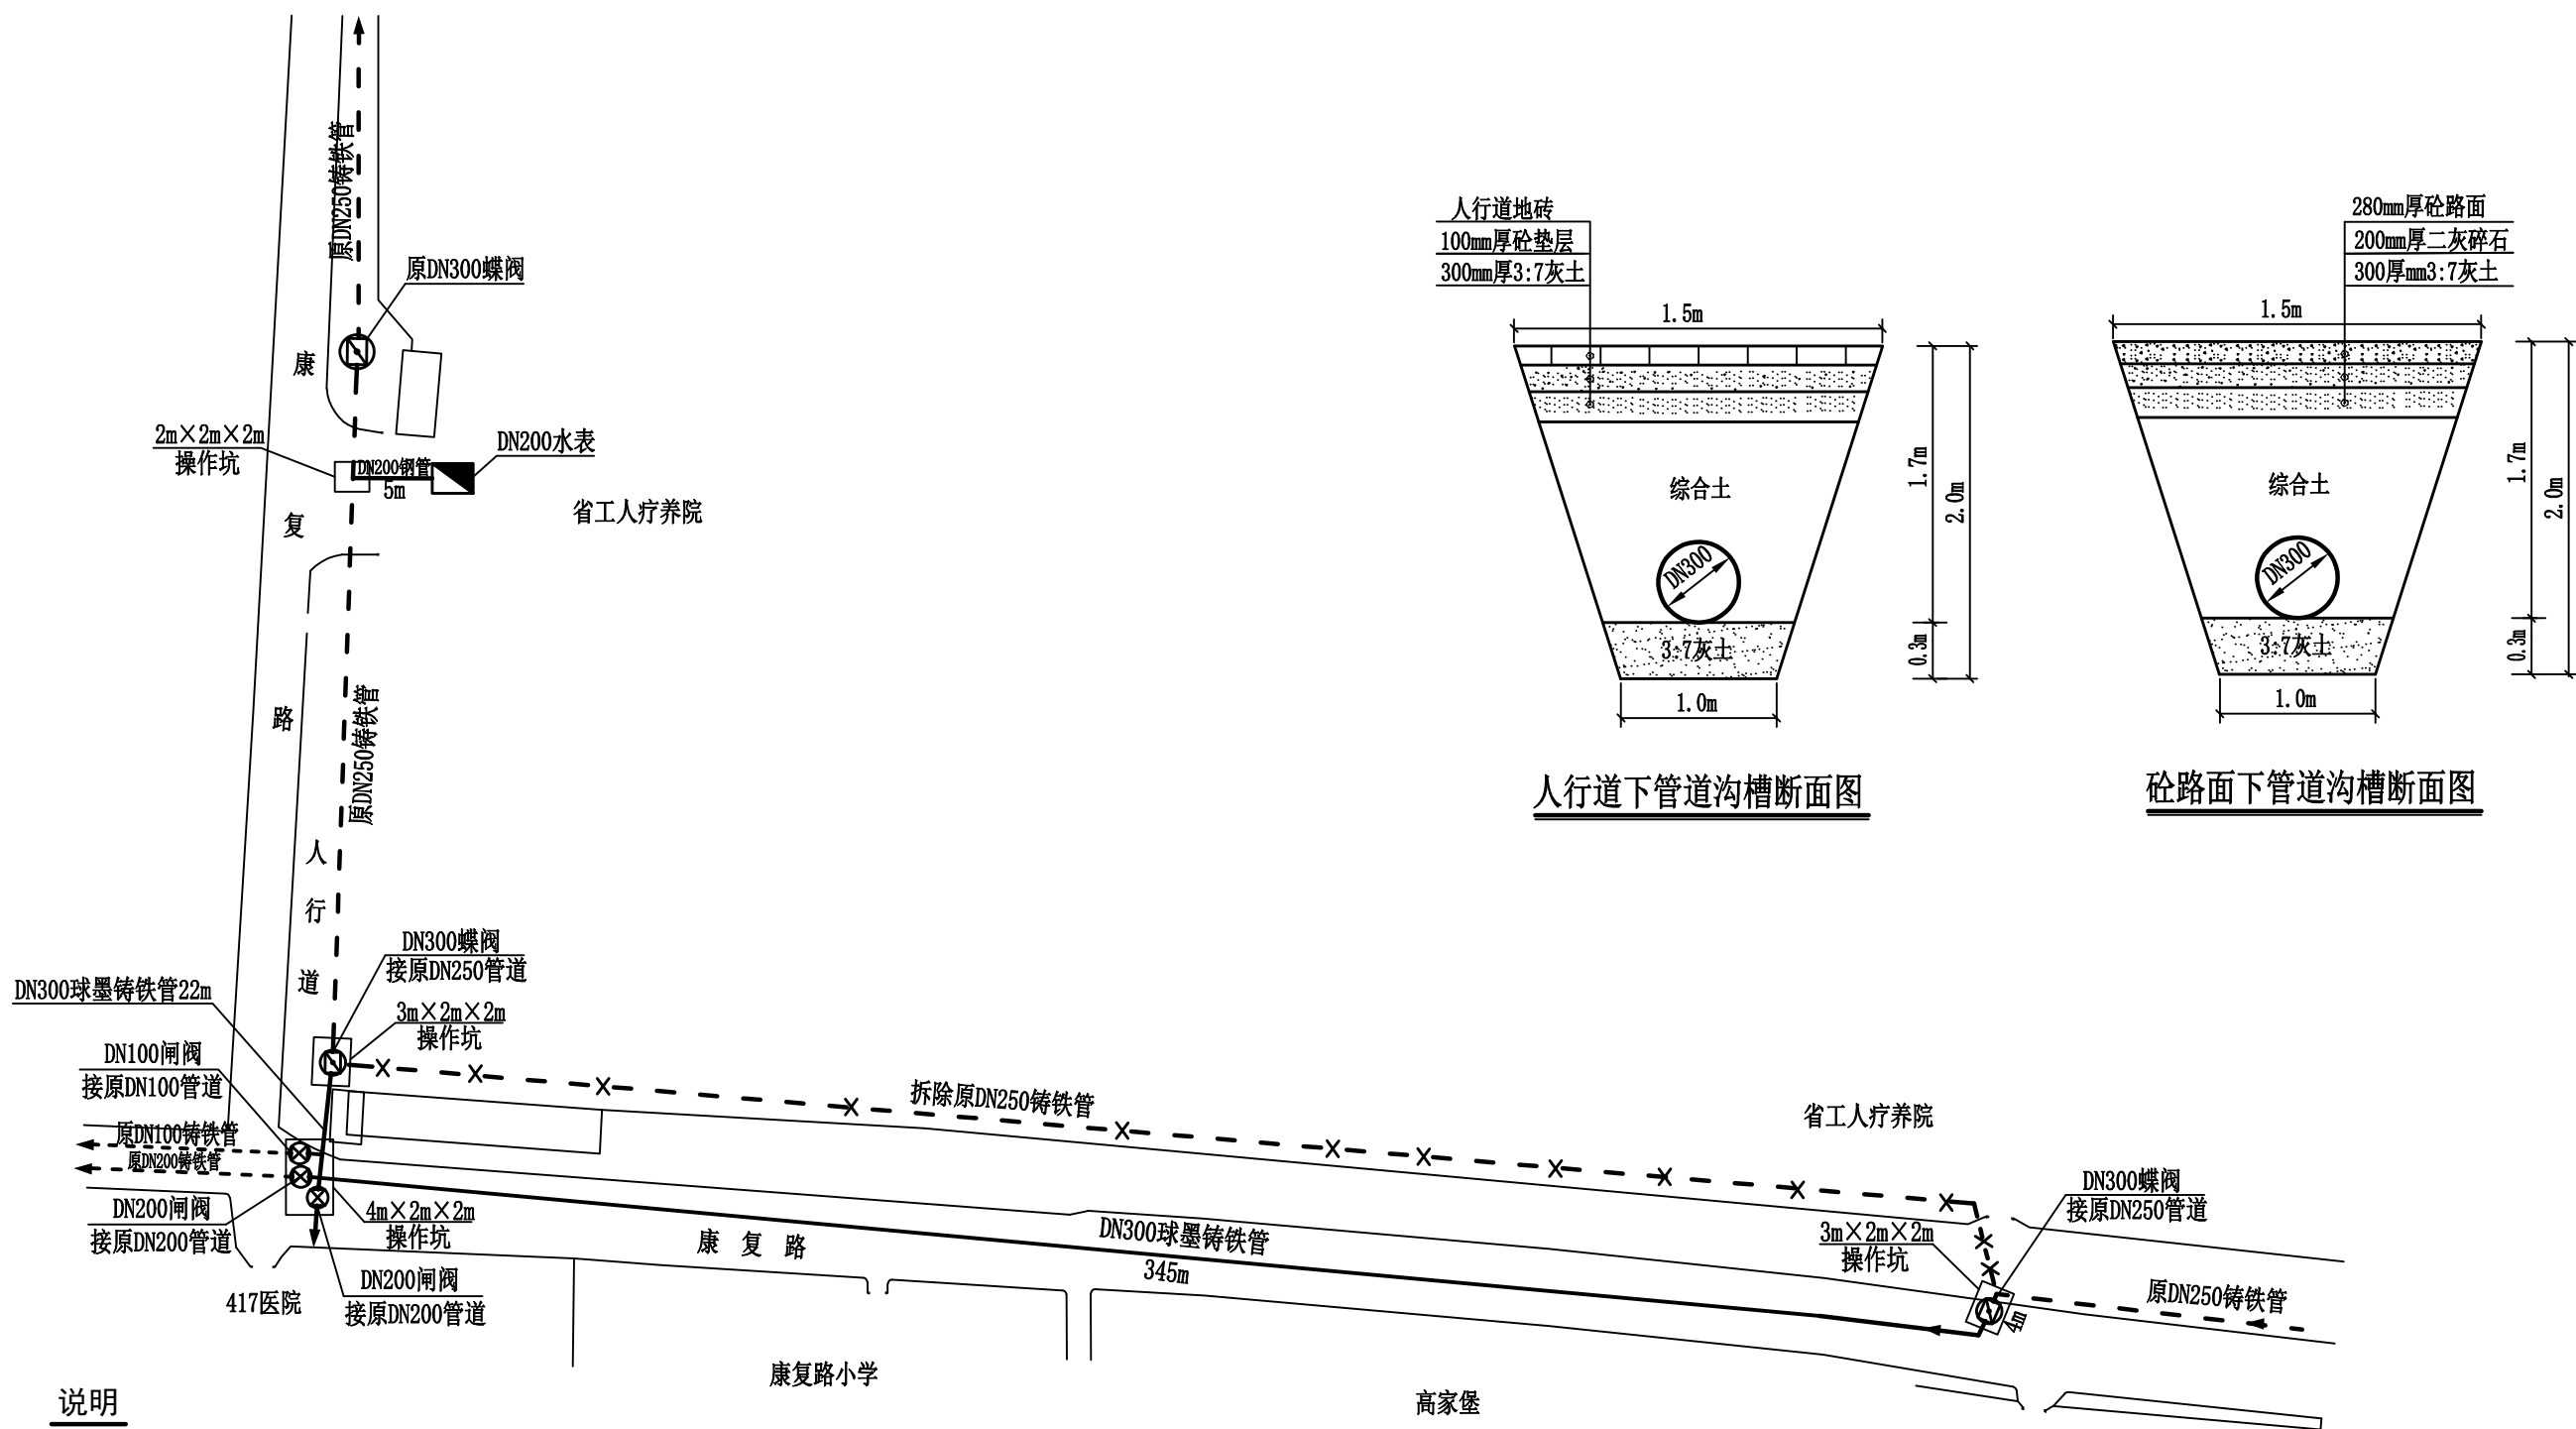 原DN250铸铁管
原DN300蝶阀
康
2m×2m×2m
操作坑
DN200钢管
5m
DN200水表
省工人疗养院
复
路
原DN250铸铁管
人
行
道
DN300蝶阀
接原DN250管道
DN300球墨铸铁管22m
3m×2m×2m
操作坑
DN100闸阀
接原DN100管道
原DN100铸铁管
原DN200铸铁管
DN200闸阀
接原DN200管道
4m×2m×2m
操作坑
DN200闸阀
接原DN200管道
417医院
拆除原DN250铸铁管
省工人疗养院
康 复 路
DN300球墨铸铁管
345m
DN300蝶阀
接原DN250管道
3m×2m×2m
操作坑
4m
原DN250铸铁管
康复路小学
高家堡
说明
人行道地砖
100mm厚砼垫层
300mm厚3:7灰土
1.5m
综合土
DN300
3:7灰土
1.7m
2.0m
0.3m
1.0m
人行道下管道沟槽断面图
280mm厚砼路面
200mm厚二灰碎石
300厚mm3:7灰土
1.5m
综合土
DN300
3:7灰土
1.7m
2.0m
0.3m
1.0m
砼路面下管道沟槽断面图